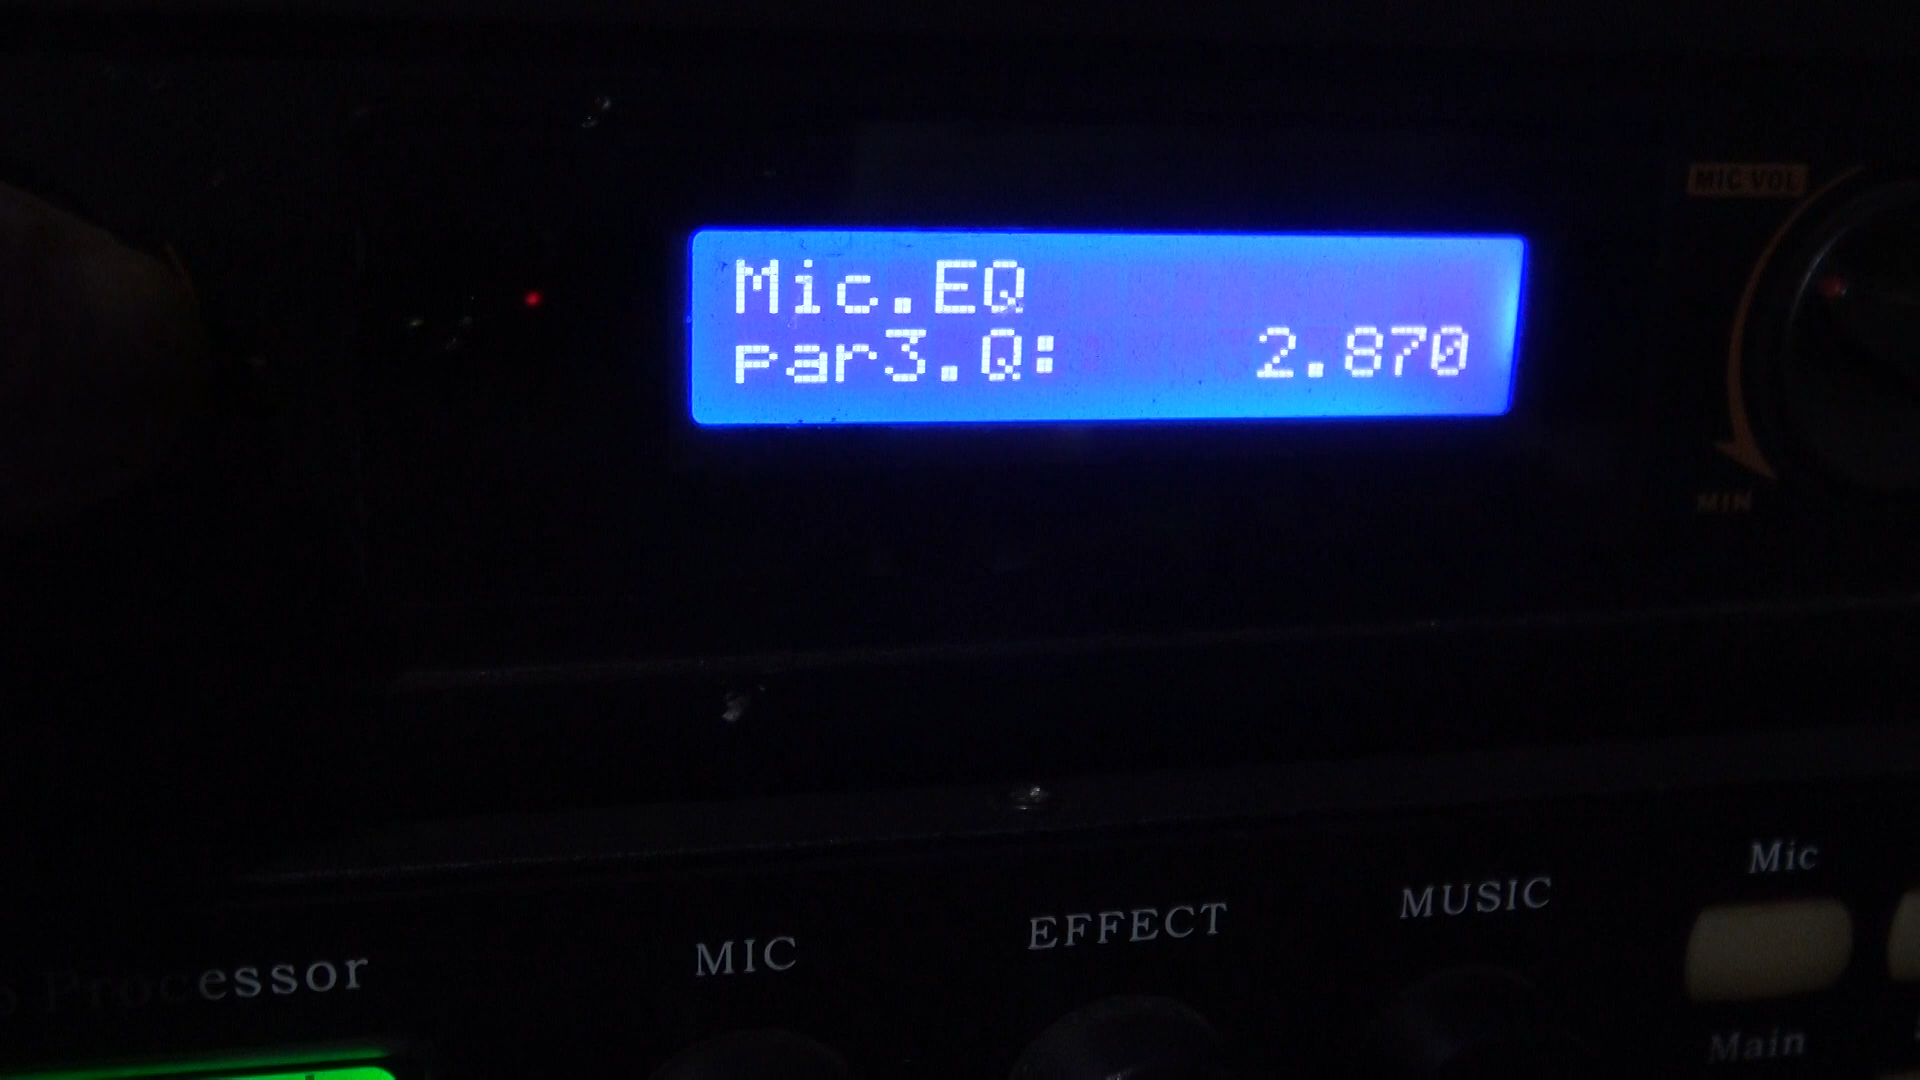 Mic.EQ
par3.Q: 2.870
MIC VOL
MIN
Processor
MIC
EFFECT
MUSIC
Mic
Main